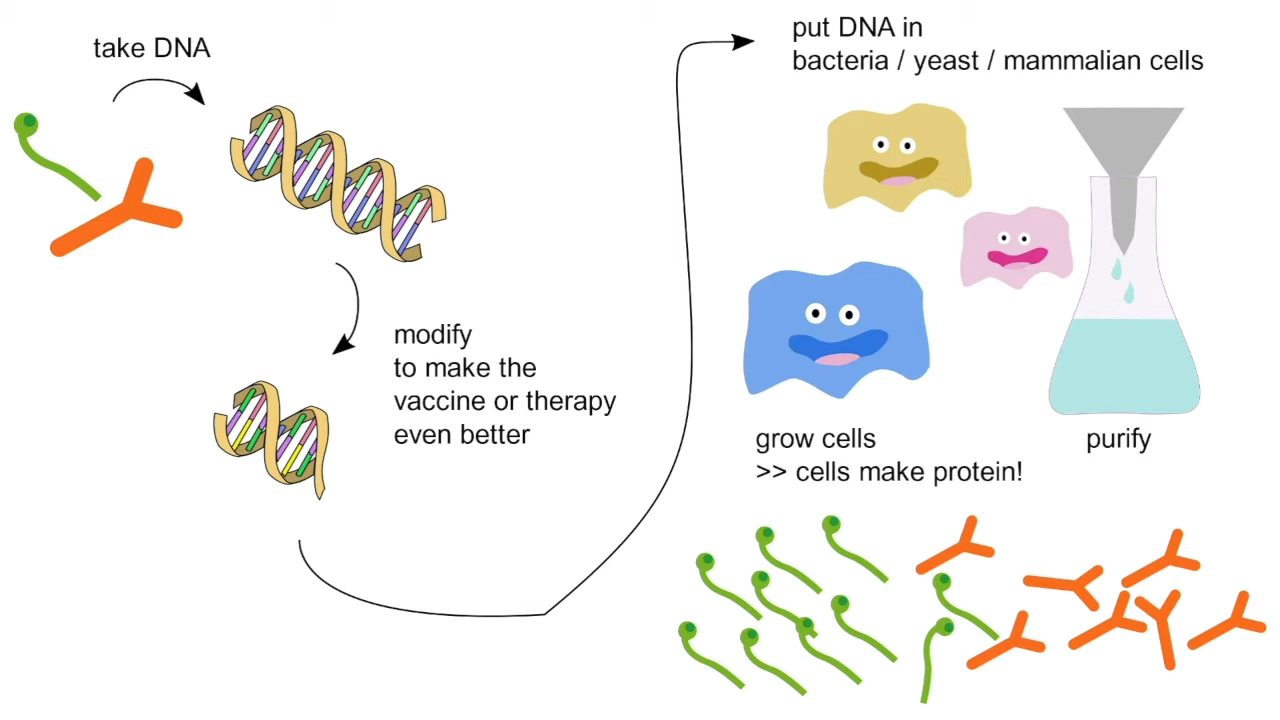 take DNA
modify
to make the
vaccine or therapy
even better
put DNA in
bacteria / yeast / mammalian cells
grow cells
>> cells make protein!
purify